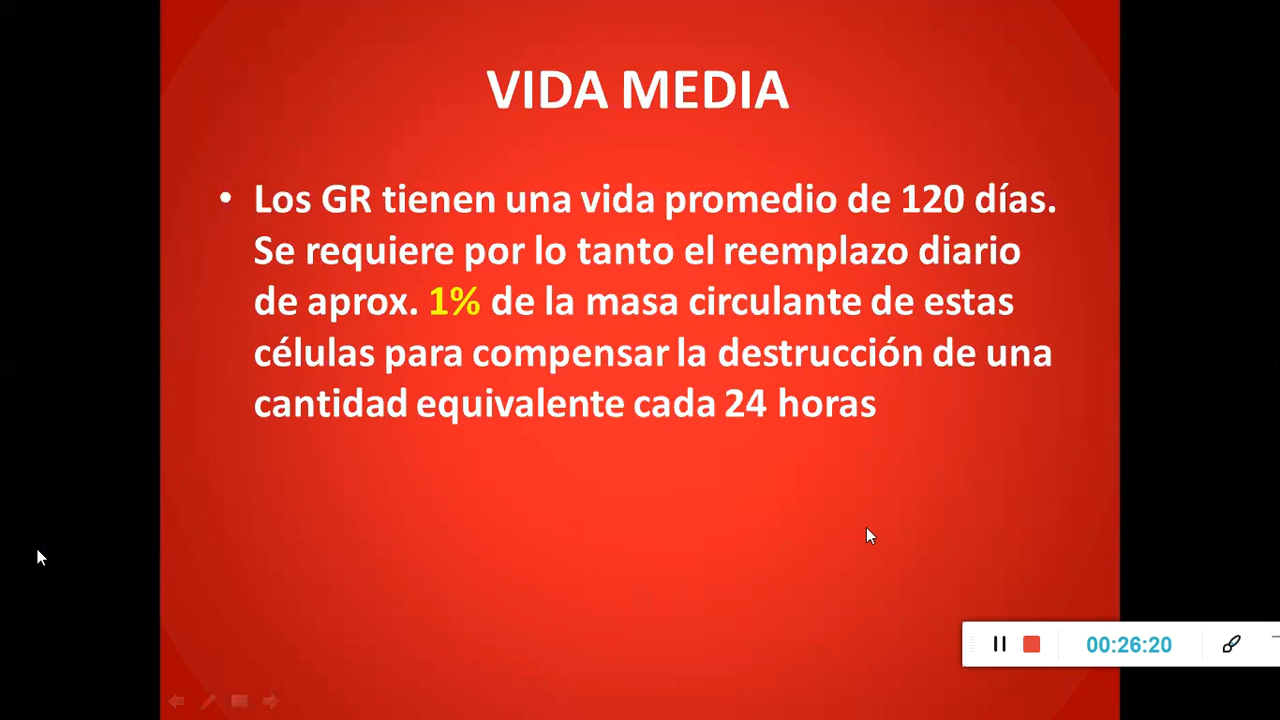 VIDA MEDIA
• Los GR tienen una vida promedio de 120 días.
Se requiere por lo tanto el reemplazo diario
de aprox. 1% de la masa circulante de estas
células para compensar la destrucción de una
cantidad equivalente cada 24 horas
00:26:20